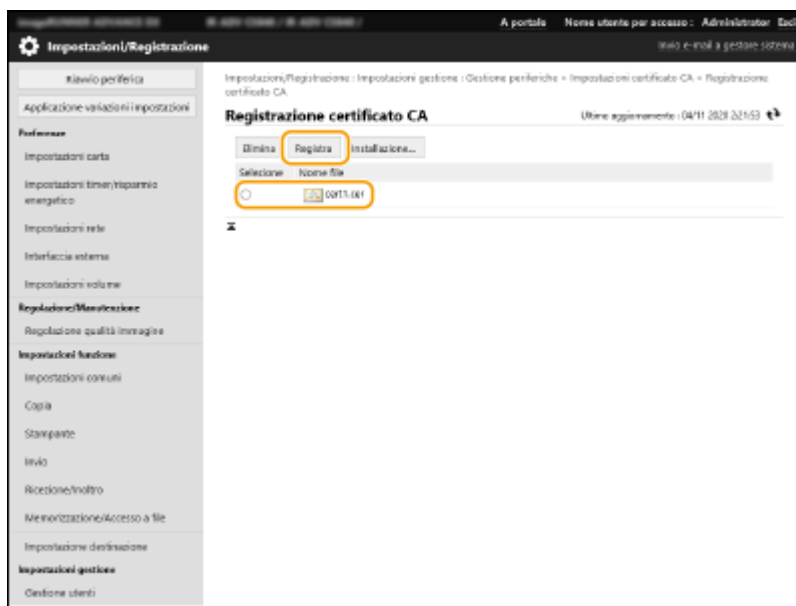 A portale Nome utente per accesso : Administrator
Impostazioni/Registrazione
Invio e-mail a gestore sistema
Riavvio periferica
Applicazione variazioni impostazioni
Preferenze
Impostazioni carta
Impostazioni timer/risparmio
energetico
Impostazioni rete
Interfaccia esterna
Impostazioni volume
Regolazione/Manutenzione
Regolazione qualità immagine
Impostazioni funzione
Impostazioni comuni
Copia
Stampante
Invio
Ricezione/Inoltro
Memorizzazione/Accesso a file
Impostazione destinazione
Impostazioni gestione
Gestione utenti
Impostazioni/Registrazione : Impostazioni gestione : Gestione periferiche > Impostazioni certificato CA > Registrazione
certificato CA
Registrazione certificato CA
Ultimo aggiornamento : 04/11 2020 2:21:53
Elimina Registra Installazione...
Selezione Nome file
cert1.cer